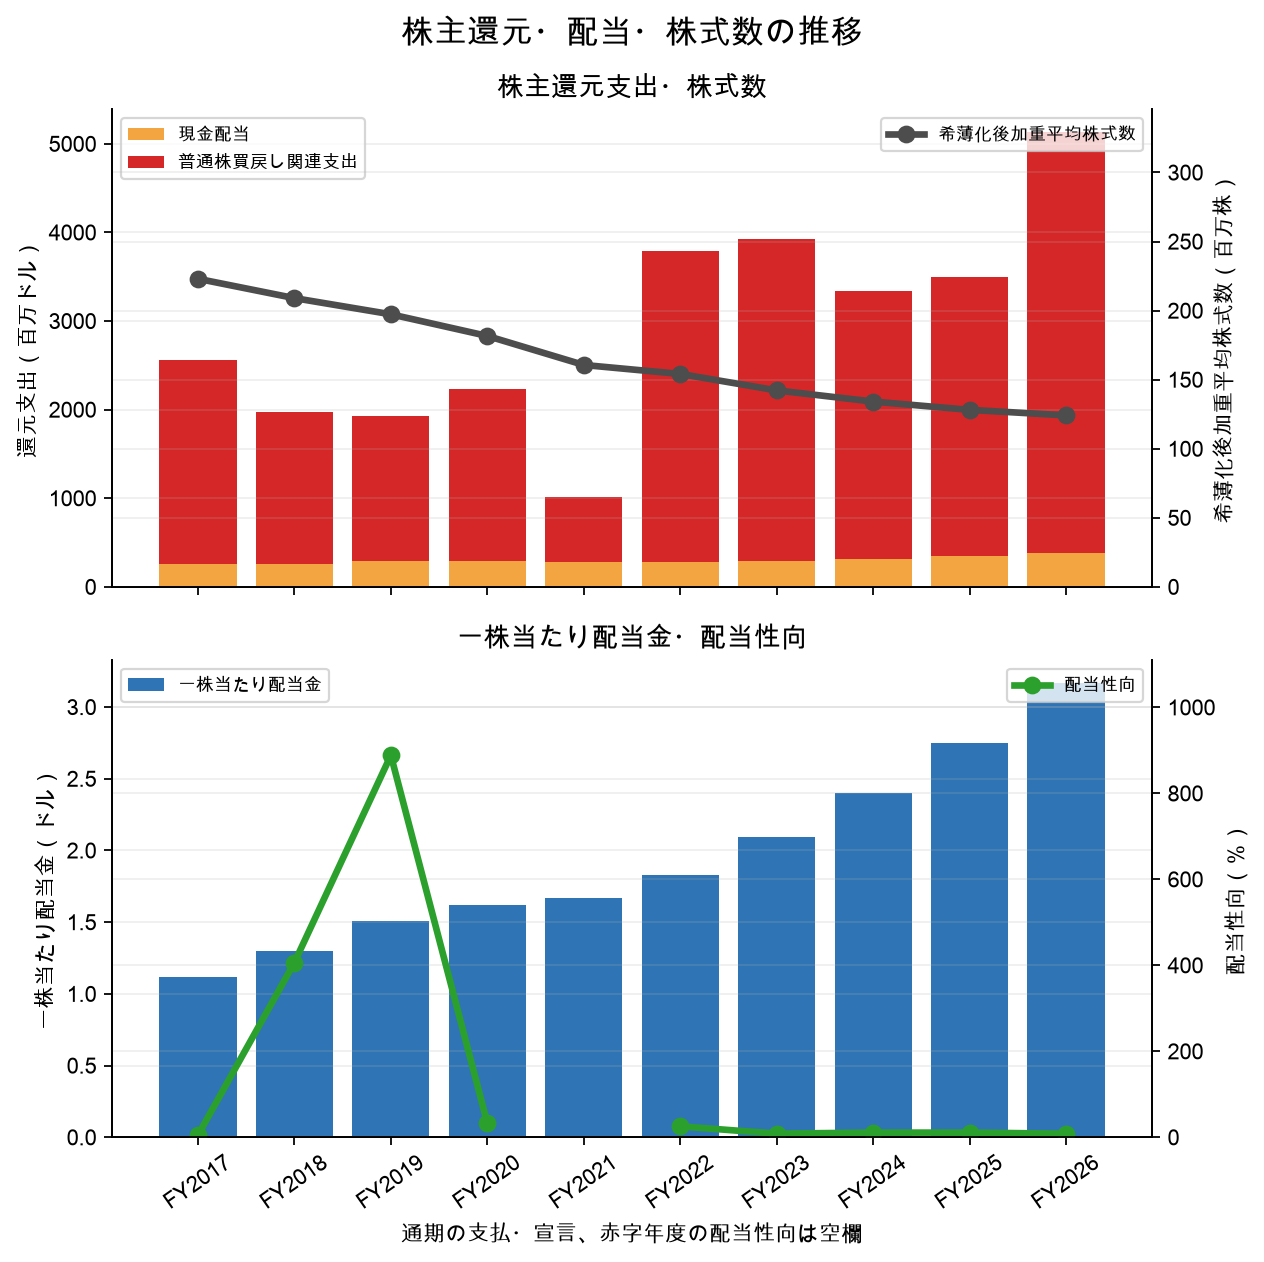 株主還元・配当・株式数の推移
株主還元支出・株式数
現金配当
普通株買戻し関連支出
希薄化後加重平均株式数
還元支出(百万ドル)
5000
4000
3000
2000
1000
0
300
250
200
150
100
50
0
希薄化後加重平均株式数(百万株)
一株当たり配当金・配当性向
一株当たり配当金
配当性向
一株当たり配当金(ドル)
3.0
2.5
2.0
1.5
1.0
0.5
0.0
1000
800
600
400
200
0
配当性向(%)
FY2017
FY2018
FY2019
FY2020
FY2021
FY2022
FY2023
FY2024
FY2025
FY2026
通期の支払・宣言、赤字年度の配当性向は空欄